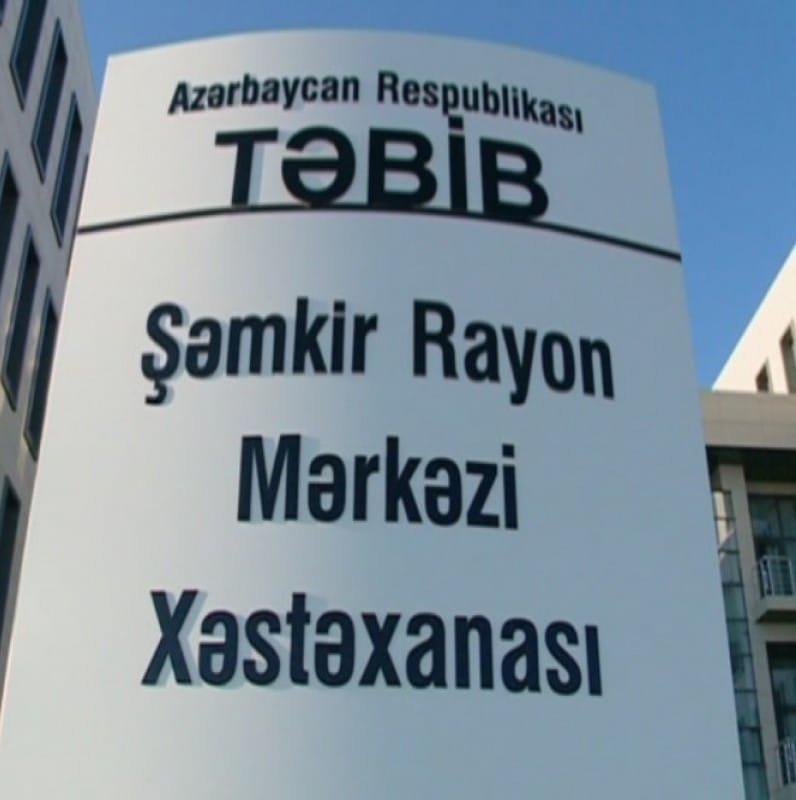 Azərbaycan Respublikası
TƏBİB
Şəmkir Rayon
Mərkəzi
Xəstəxanası